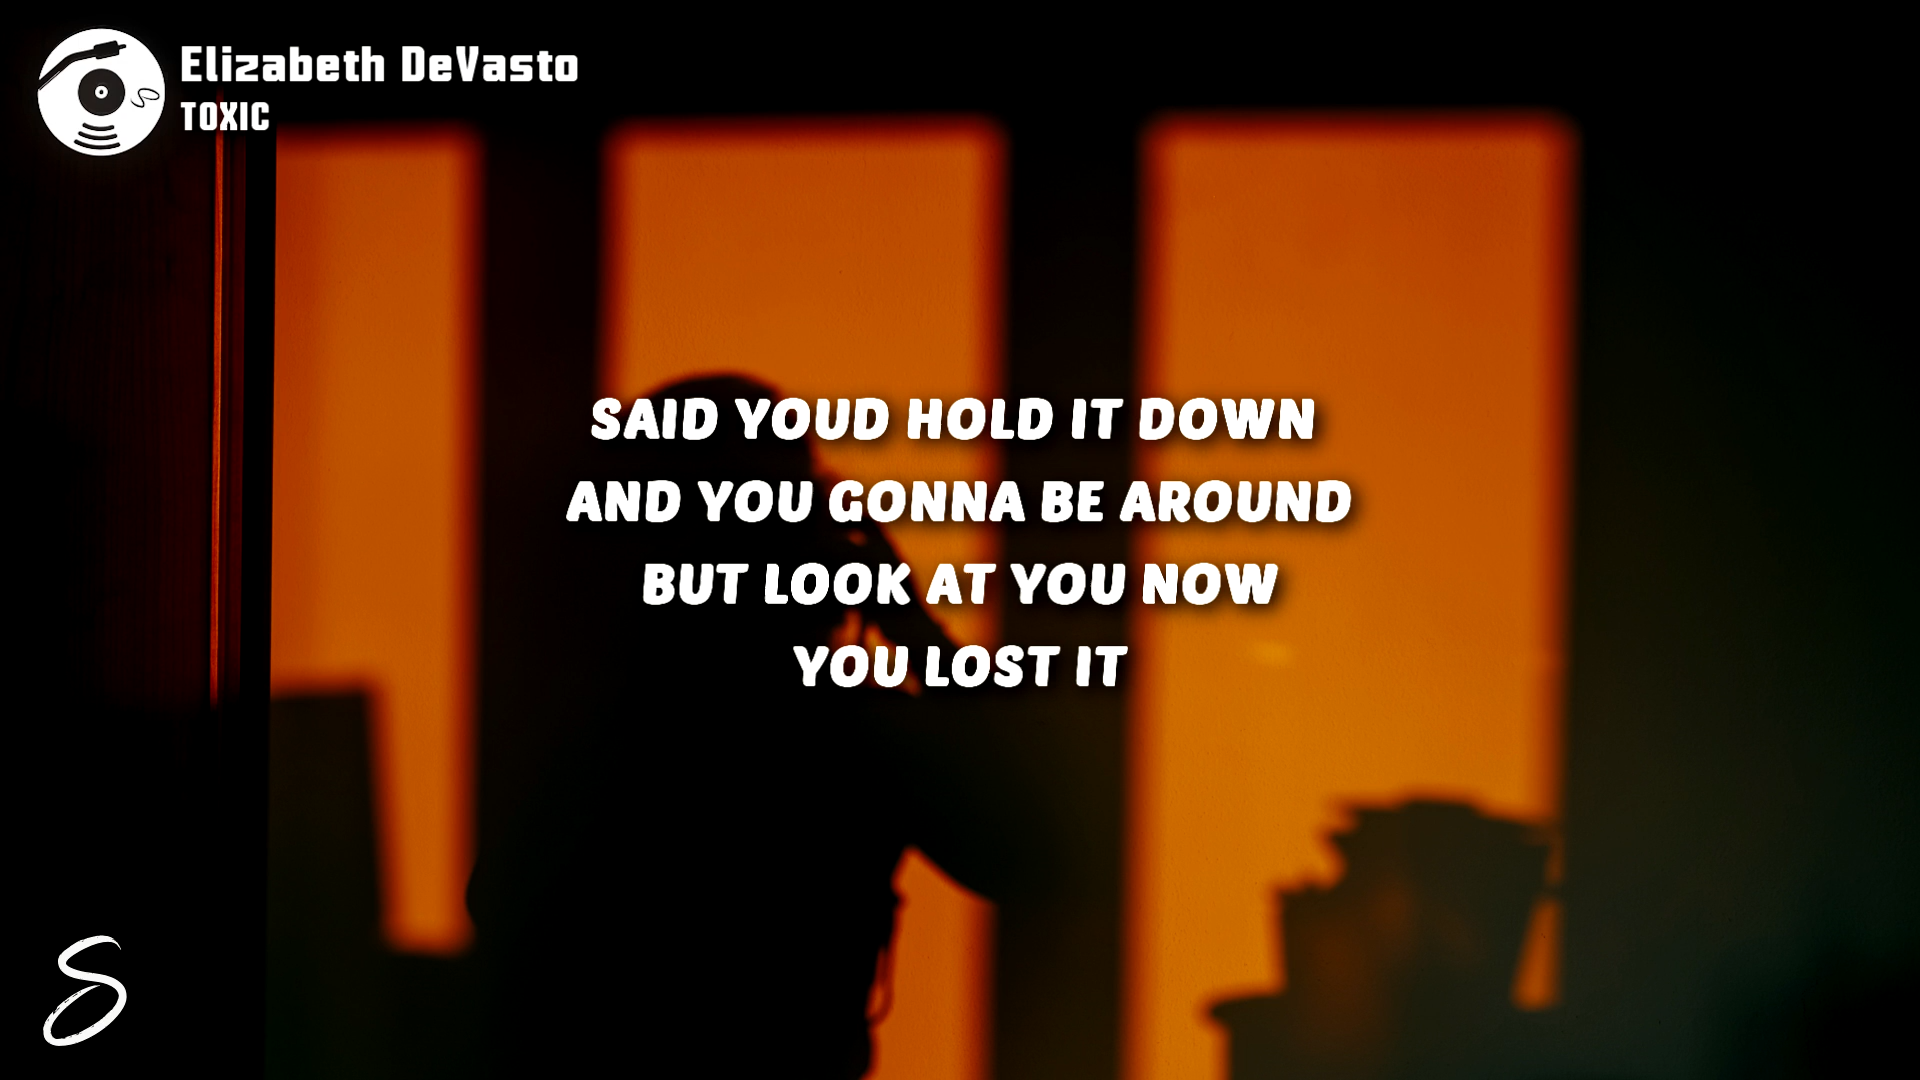 Elizabeth DeVasto
TOXIC
SAID YOUD HOLD IT DOWN
AND YOU GONNA BE AROUND
BUT LOOK AT YOU NOW
YOU LOST IT
S